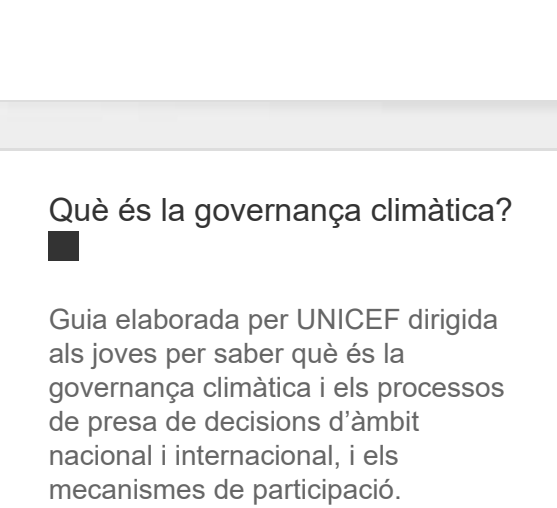 Què és la governança climàtica?
Guia elaborada per UNICEF dirigida
als joves per saber què és la
governança climàtica i els processos
de presa de decisions d’àmbit
nacional i internacional, i els
mecanismes de participació.